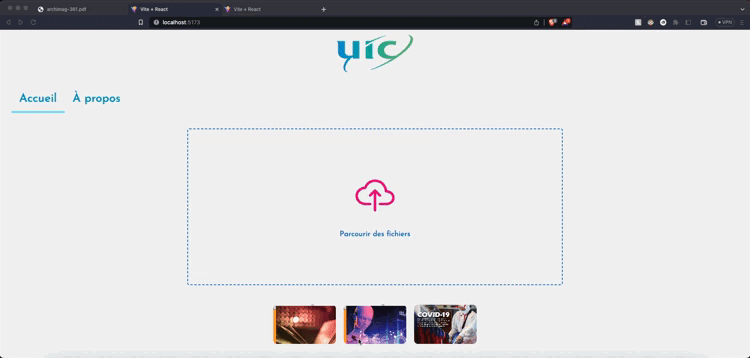 archimag-361.pdf
Vite + React
Vite + React
localhost:5173
VPN
uic
Accueil
À propos
Parcourir des fichiers
COVID-19